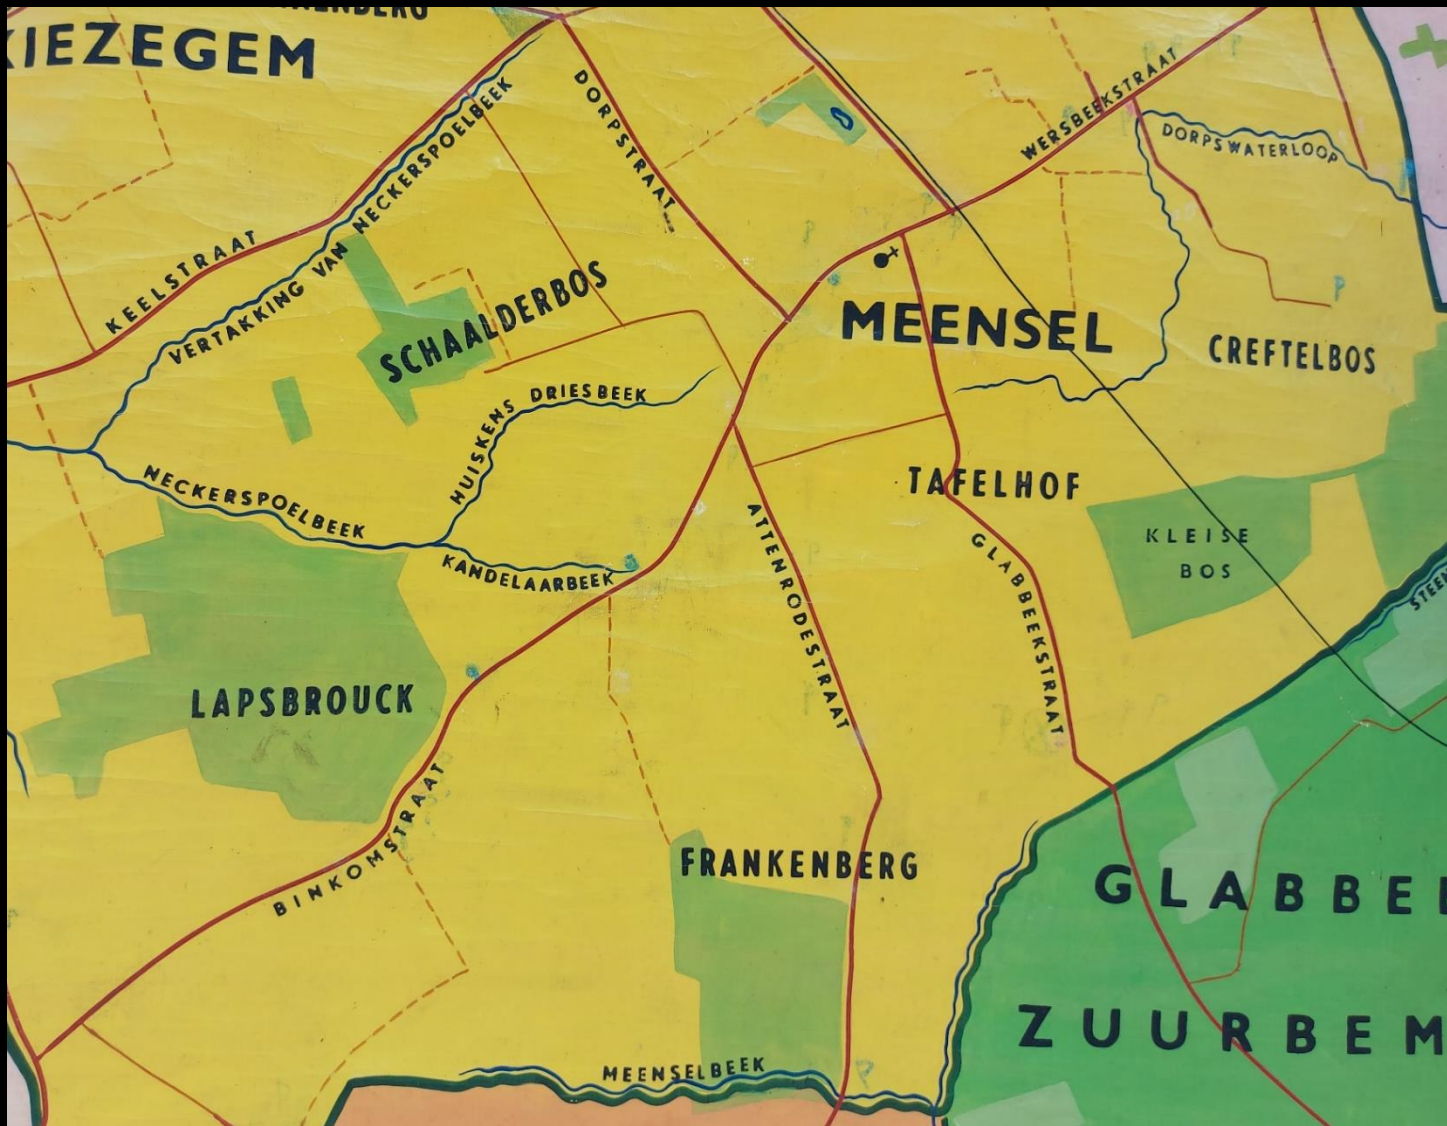 KIEZEGEM
DORPSTRAAT
WERSBEEKSTRAAT
DORPSWATERLOOP
KEELSTRAAT
VERTAKKING VAN NECKERSPOELBEEK
SCHAALDERBOS
MEENSEL
CREFTELBOS
HUISKENS DRIESBEEK
NECKERSPOELBEEK
KANDELAARBEEK
TAFELHOF
KLEISE
BOS
ATTENRODESTRAAT
GLABBEEKSTRAAT
LAPSBROUCK
BINKOMSTRAAT
FRANKENBERG
GLABBEE
ZUURBEM
MEENSELBEEK